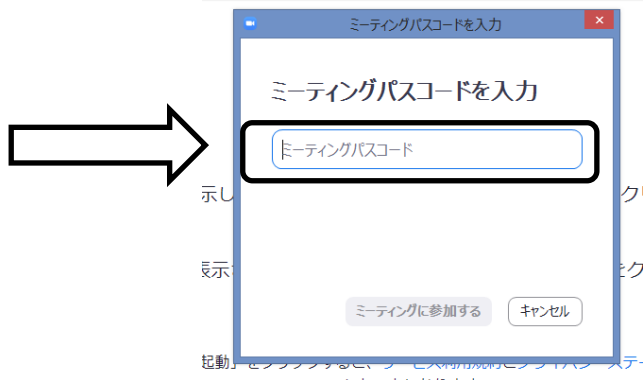 ミーティングパスコードを入力
ミーティングパスコードを入力
ミーティングパスコード
示し
表示
ミーティングに参加する
キャンセル
起動」をクリックすると、サービス利用規約とプライバシーステー